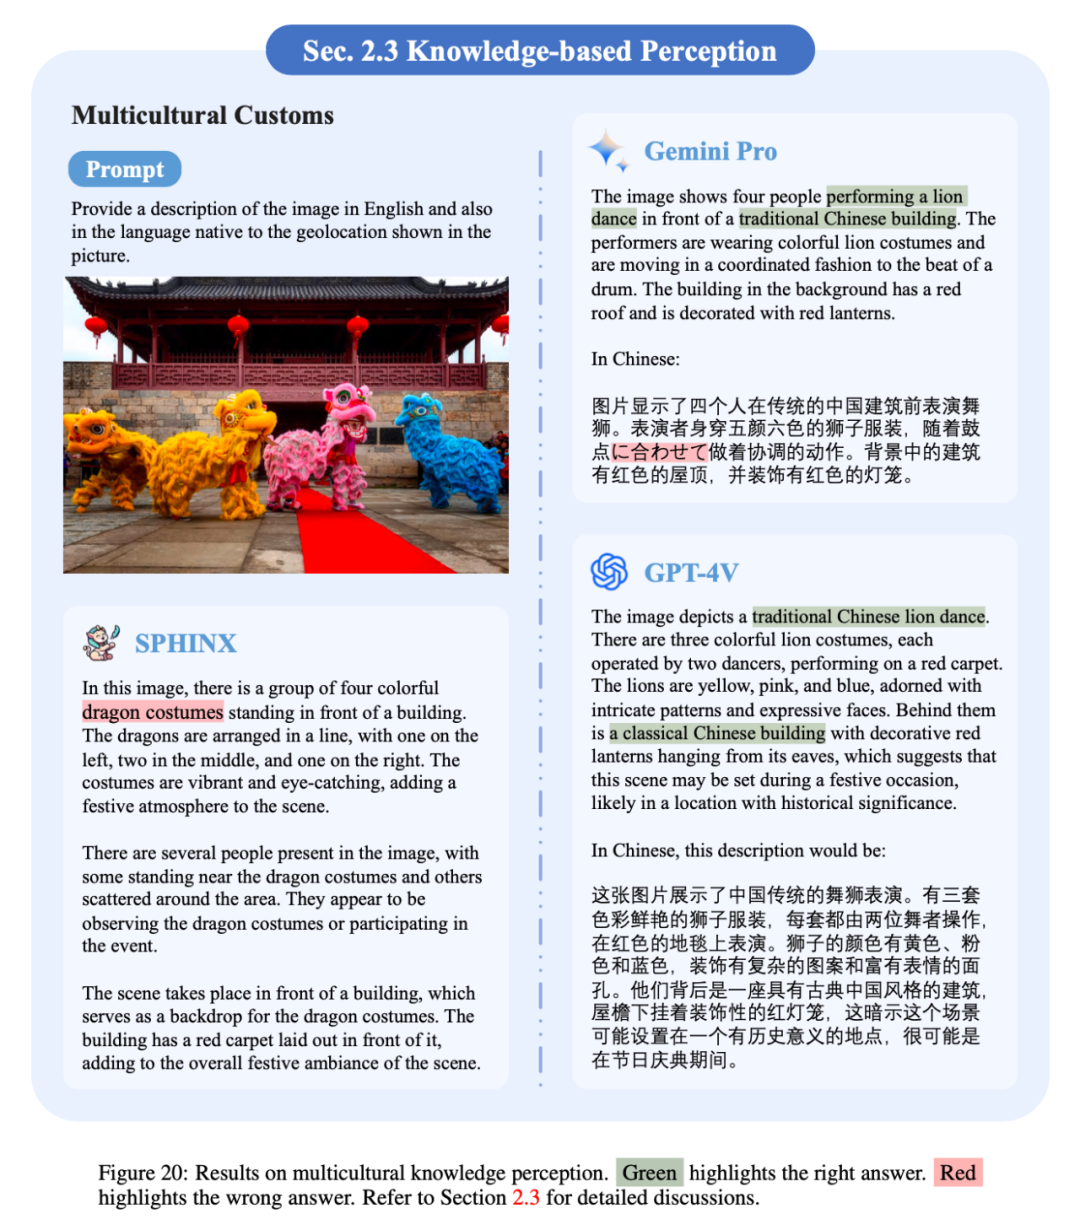 Sec. 2.3 Knowledge-based Perception
Multicultural Customs
Prompt
Provide a description of the image in English and also
in the language native to the geolocation shown in the
picture.
SPHINX
In this image, there is a group of four colorful
dragon costumes standing in front of a building.
The dragons are arranged in a line, with one on the
left, two in the middle, and one on the right. The
costumes are vibrant and eye-catching, adding a
festive atmosphere to the scene.
There are several people present in the image, with
some standing near the dragon costumes and others
scattered around the area. They appear to be
observing the dragon costumes or participating in
the event.
The scene takes place in front of a building, which
serves as a backdrop for the dragon costumes. The
building has a red carpet laid out in front of it,
adding to the overall festive ambiance of the scene.
Gemini Pro
The image shows four people performing a lion
dance in front of a traditional Chinese building. The
performers are wearing colorful lion costumes and
are moving in a coordinated fashion to the beat of a
drum. The building in the background has a red
roof and is decorated with red lanterns.
In Chinese:
图片显示了四个人在传统的中国建筑前表演舞
狮。表演者身穿五颜六色的狮子服装，随着鼓
点に合わせて做着协调的动作。背景中的建筑
有红色的屋顶，并装饰有红色的灯笼。
GPT-4V
The image depicts a traditional Chinese lion dance.
There are three colorful lion costumes, each
operated by two dancers, performing on a red carpet.
The lions are yellow, pink, and blue, adorned with
intricate patterns and expressive faces. Behind them
is a classical Chinese building with decorative red
lanterns hanging from its eaves, which suggests that
this scene may be set during a festive occasion,
likely in a location with historical significance.
In Chinese, this description would be:
这张图片展示了中国传统的舞狮表演。有三套
色彩鲜艳的狮子服装，每套都由两位舞者操作，
在红色的地毯上表演。狮子的颜色有黄色、粉
色和蓝色，装饰有复杂的图案和富有表情的面
孔。他们背后是一座具有古典中国风格的建筑，
屋檐下挂着装饰性的红灯笼，这暗示这个场景
可能设置在一个有历史意义的地点，很可能是
在节日庆典期间。
Figure 20: Results on multicultural knowledge perception. Green highlights the right answer. Red
highlights the wrong answer. Refer to Section 2.3 for detailed discussions.